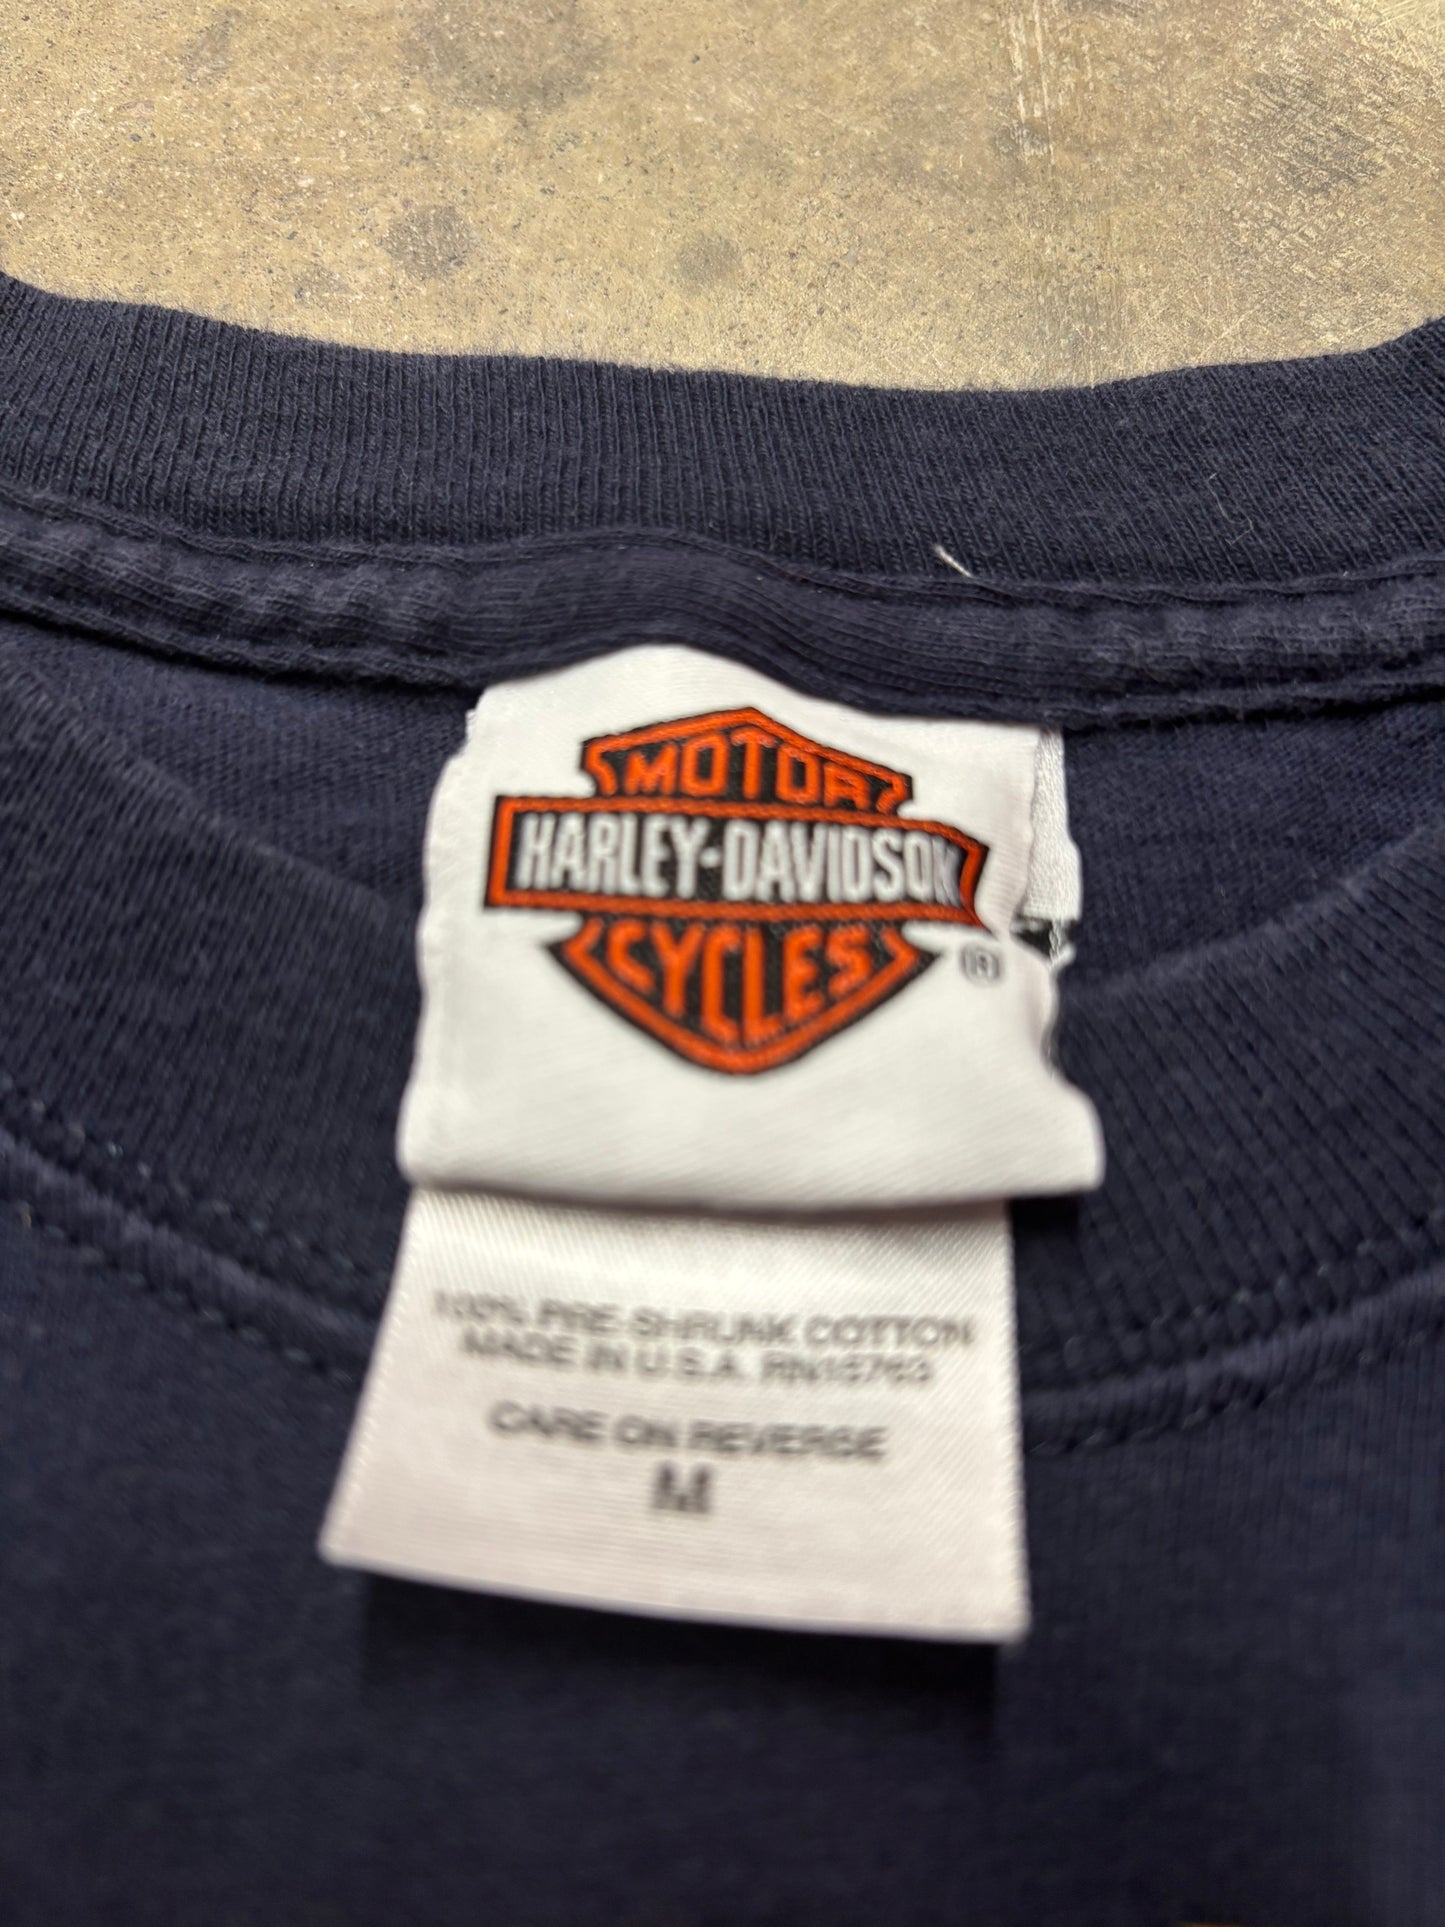 MOTOR
HARLEY-DAVIDSON
CYCLES
®
100% PRE-SHRUNK COTTON
MADE IN U.S.A. RN15763
CARE ON REVERSE
M